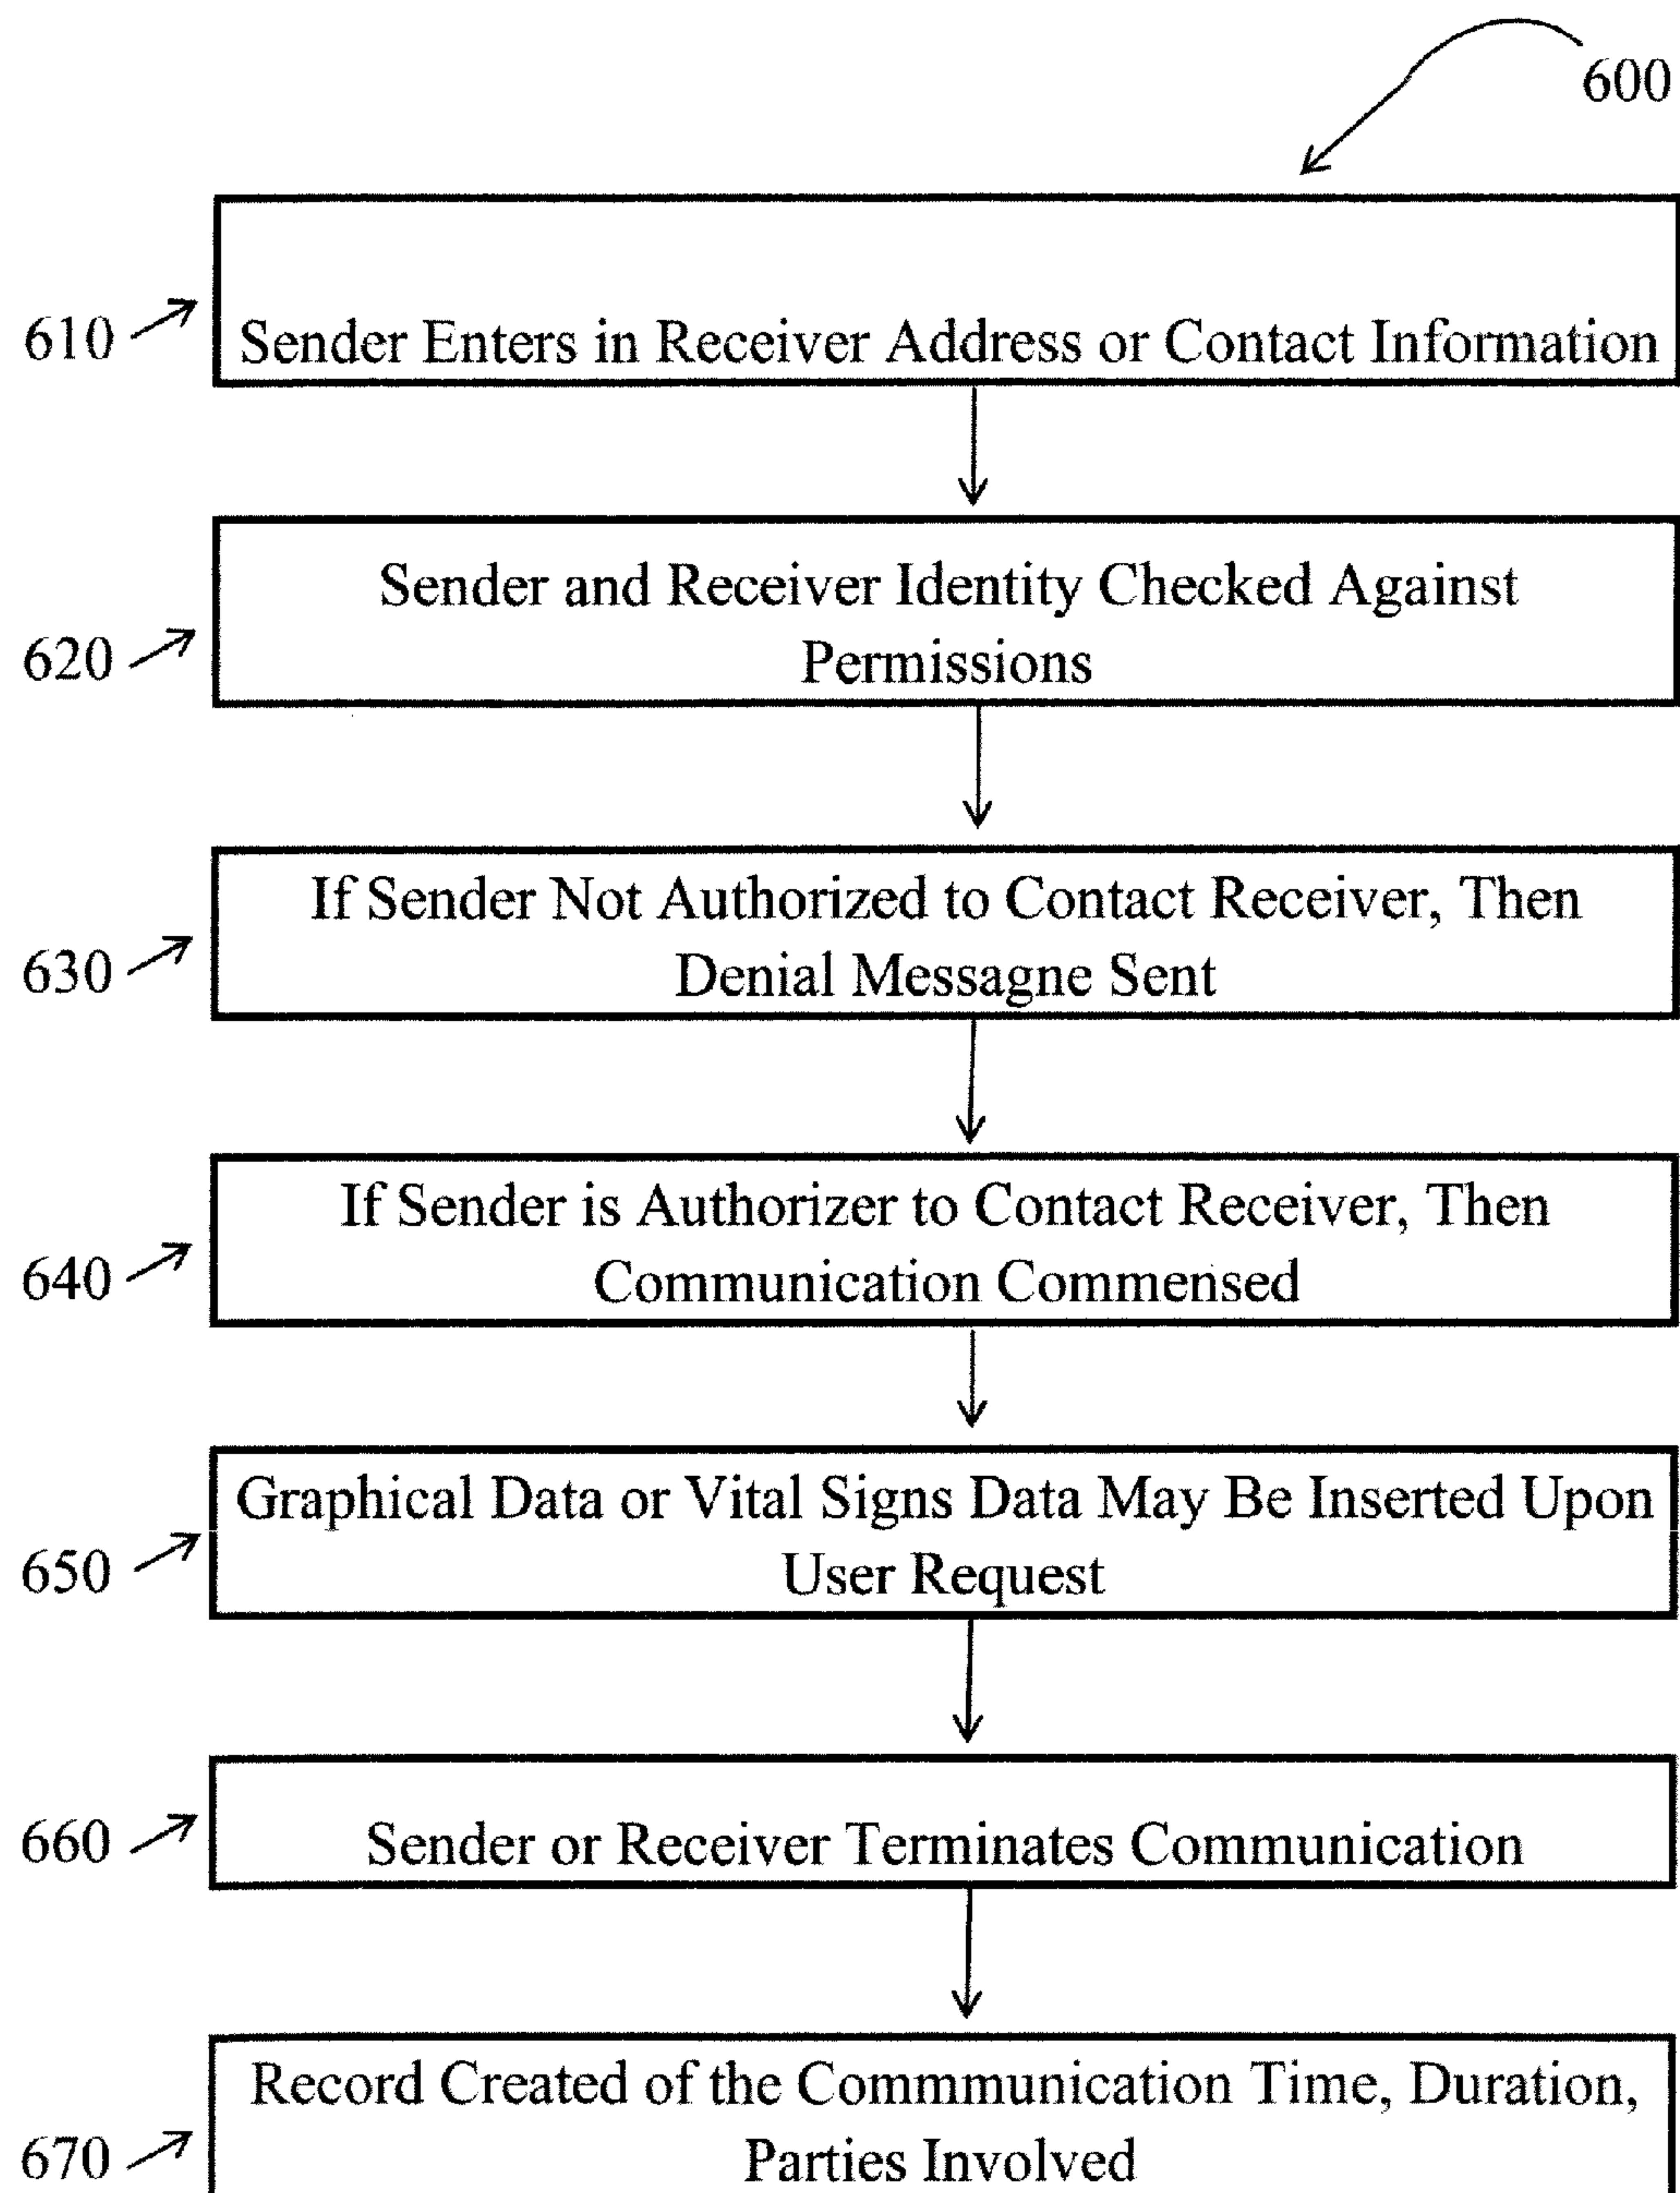 600
610
Sender Enters in Receiver Address or Contact Information
620
Sender and Receiver Identity Checked Against
Permissions
630
If Sender Not Authorized to Contact Receiver, Then
Denial Messagne Sent
640
If Sender is Authorizer to Contact Receiver, Then
Communication Commensed
650
Graphical Data or Vital Signs Data May Be Inserted Upon
User Request
660
Sender or Receiver Terminates Communication
670
Record Created of the Commmunication Time, Duration,
Parties Involved